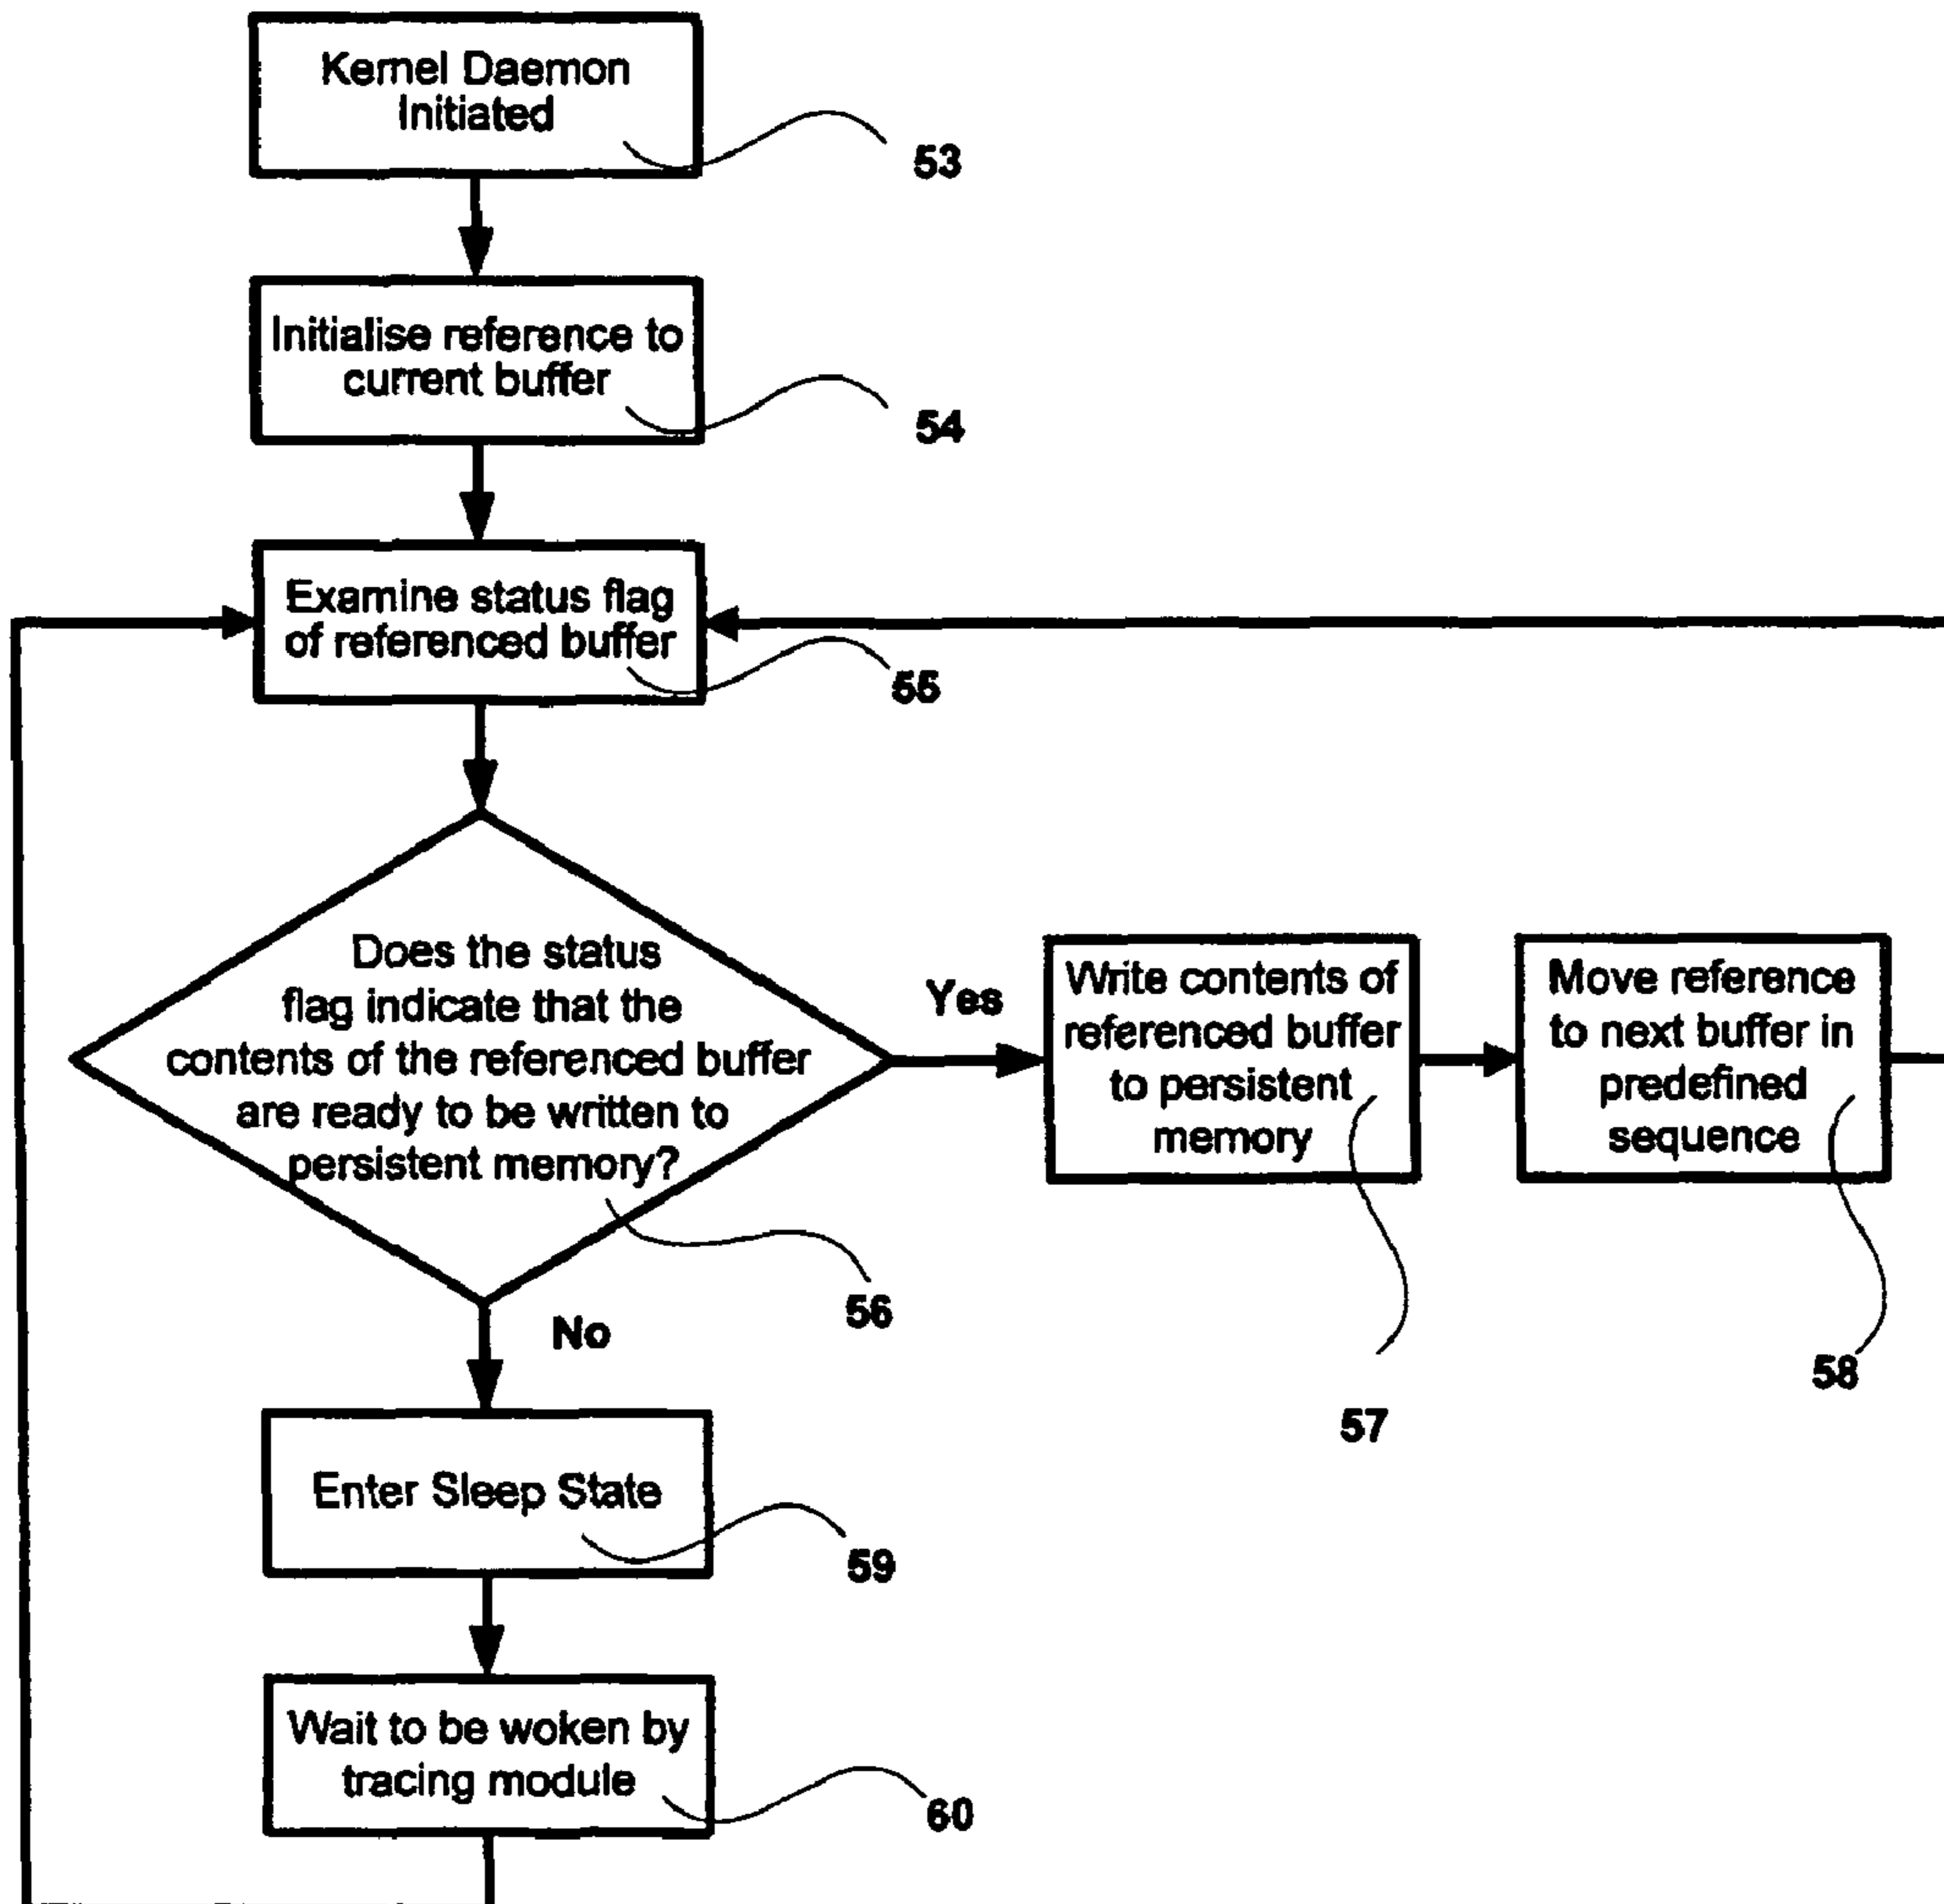 Kernel Daemon
Initiated
53
Initialise reference to
current buffer
54
Examine status flag
of referenced buffer
55
Does the status
flag indicate that the
contents of the referenced buffer
are ready to be written to
persistent memory?
56
Yes
Write contents of
referenced buffer
to persistent
memory
57
Move reference
to next buffer in
predefined
sequence
58
No
Enter Sleep State
59
Wait to be woken by
tracing module
60